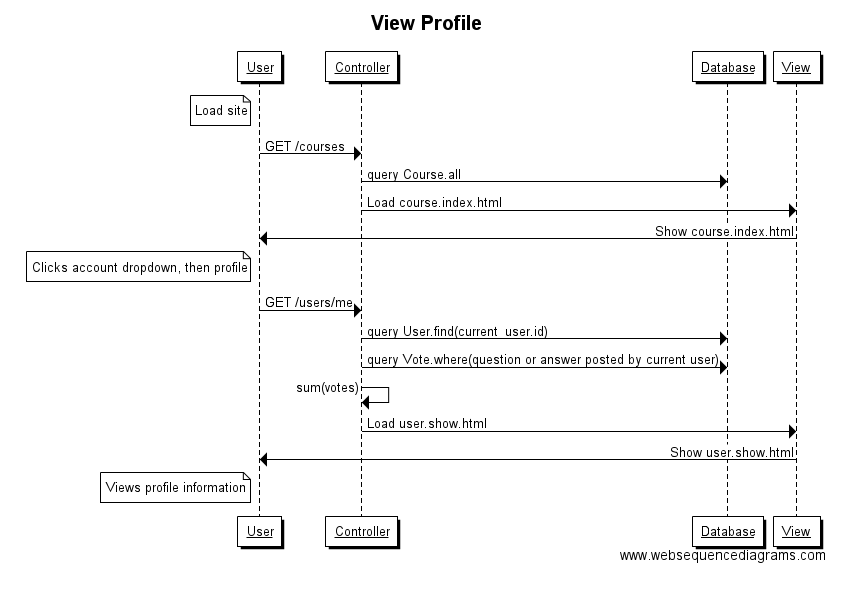 View Profile
User
Controller
Database
View
Load site
GET /courses
query Course.all
Load course.index.html
Show course.index.html
Clicks account dropdown, then profile
GET /users/me
query User.find(current  user.id)
query Vote.where(question or answer posted by current user)
sum(votes)
Load user.show.html
Show user.show.html
Views profile information
User
Controller
Database
View
www.websequencediagrams.com